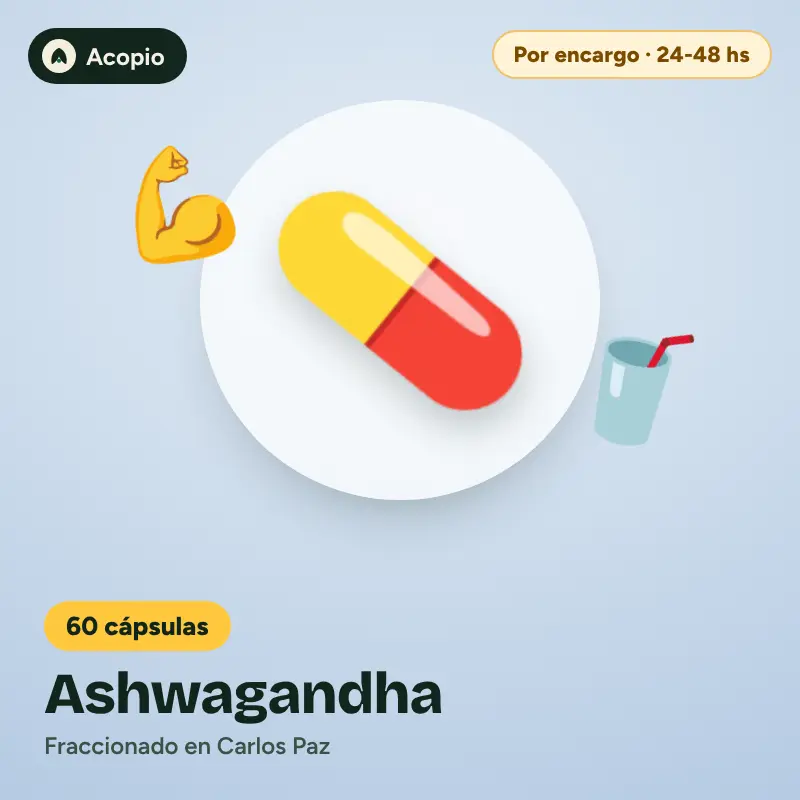 Acopio
Por encargo · 24-48 hs
60 cápsulas
Ashwagandha
Fraccionado en Carlos Paz